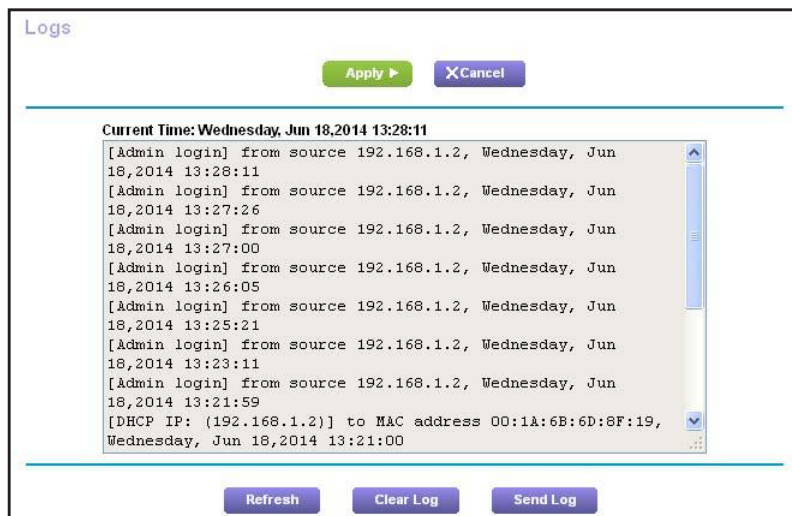 Logs
Apply ▶
X Cancel
Current Time: Wednesday, Jun 18,2014 13:28:11
[Admin login] from source 192.168.1.2, Wednesday, Jun
18,2014 13:28:11
[Admin login] from source 192.168.1.2, Wednesday, Jun
18,2014 13:27:26
[Admin login] from source 192.168.1.2, Wednesday, Jun
18,2014 13:27:00
[Admin login] from source 192.168.1.2, Wednesday, Jun
18,2014 13:26:05
[Admin login] from source 192.168.1.2, Wednesday, Jun
18,2014 13:25:21
[Admin login] from source 192.168.1.2, Wednesday, Jun
18,2014 13:23:11
[Admin login] from source 192.168.1.2, Wednesday, Jun
18,2014 13:21:59
[DHCP IP: (192.168.1.2)] to MAC address 00:1A:6B:6D:8F:19,
Wednesday, Jun 18,2014 13:21:00
Refresh
Clear Log
Send Log